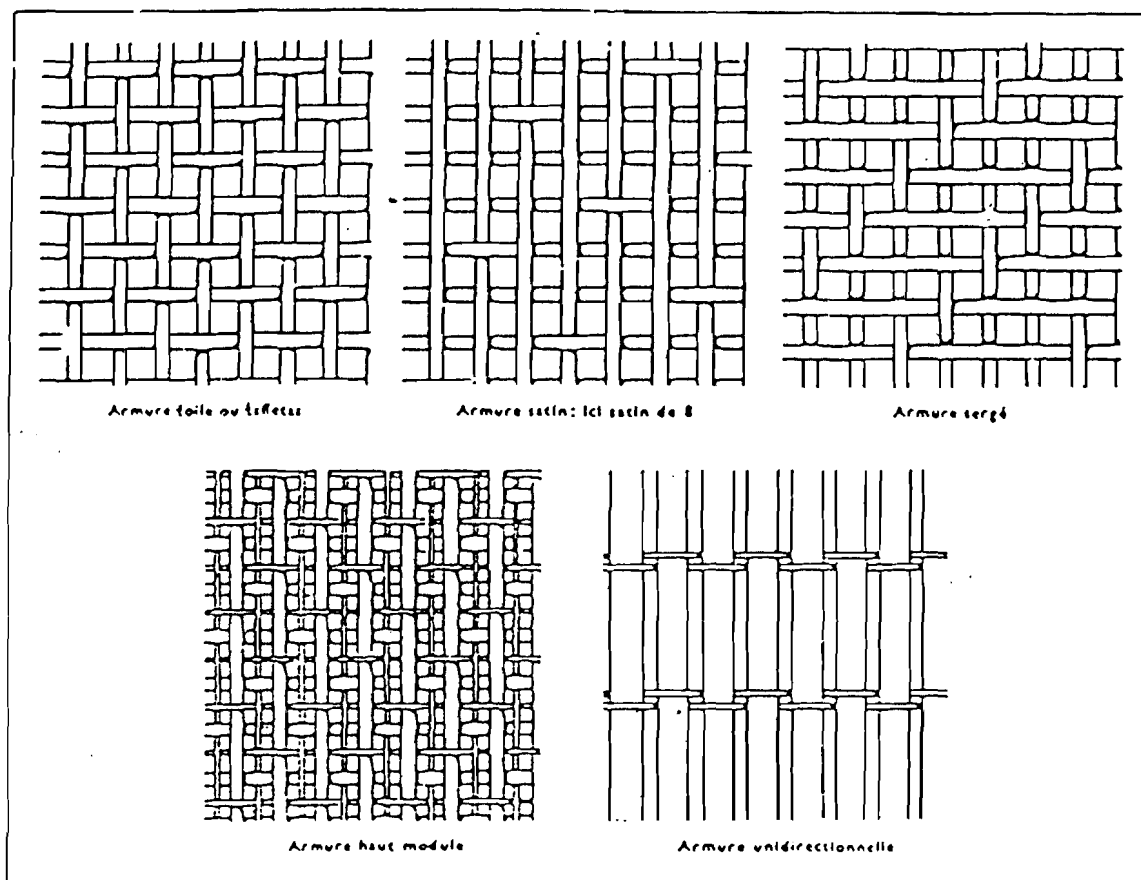 Armure toile ou taffetas
Armure satin: ici satin de 8
Armure sergé
Armure haut module
Armure unidirectionnelle